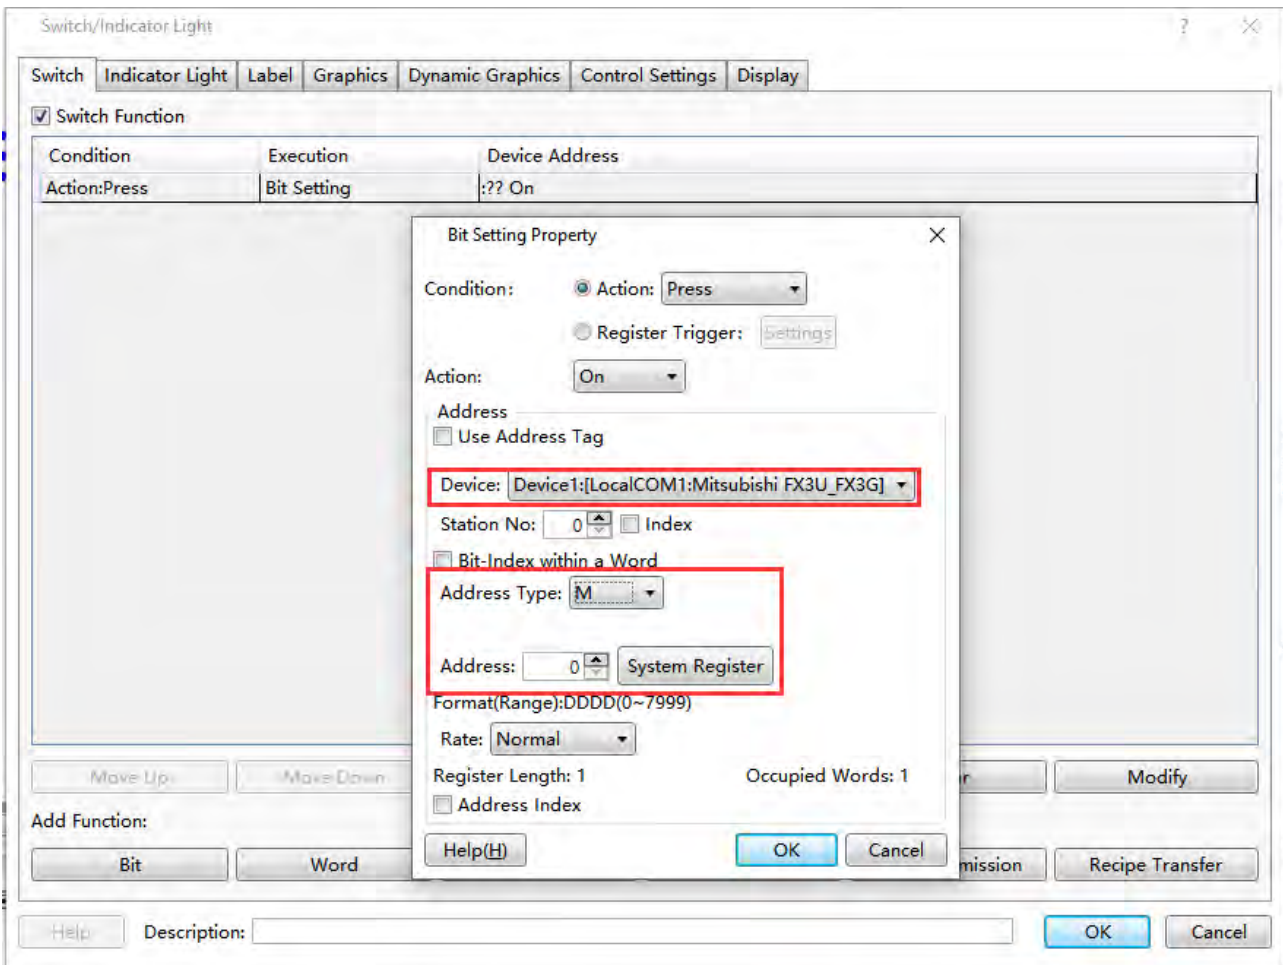 Switch/Indicator Light ?
Switch Indicator Light Label Graphics Dynamic Graphics Control Settings Display
Switch Function
Condition Execution Device Address
Action:Press Bit Setting :?? On
Bit Setting Property
Condition: Action: Press
Register Trigger: Settings
Action: On
Address
Use Address Tag
Device: Device1:[LocalCOM1:Mitsubishi FX3U_FX3G]
Station No: 0 Index
Bit-Index within a Word
Address Type: M
Address: 0 System Register
Format(Range):DDDD(0~7999)
Rate: Normal
Register Length: 1 Occupied Words: 1
Address Index
Help(H) OK Cancel
Move Up Move Down r Modify
Add Function:
Bit Word mission Recipe Transfer
Help Description: OK Cancel